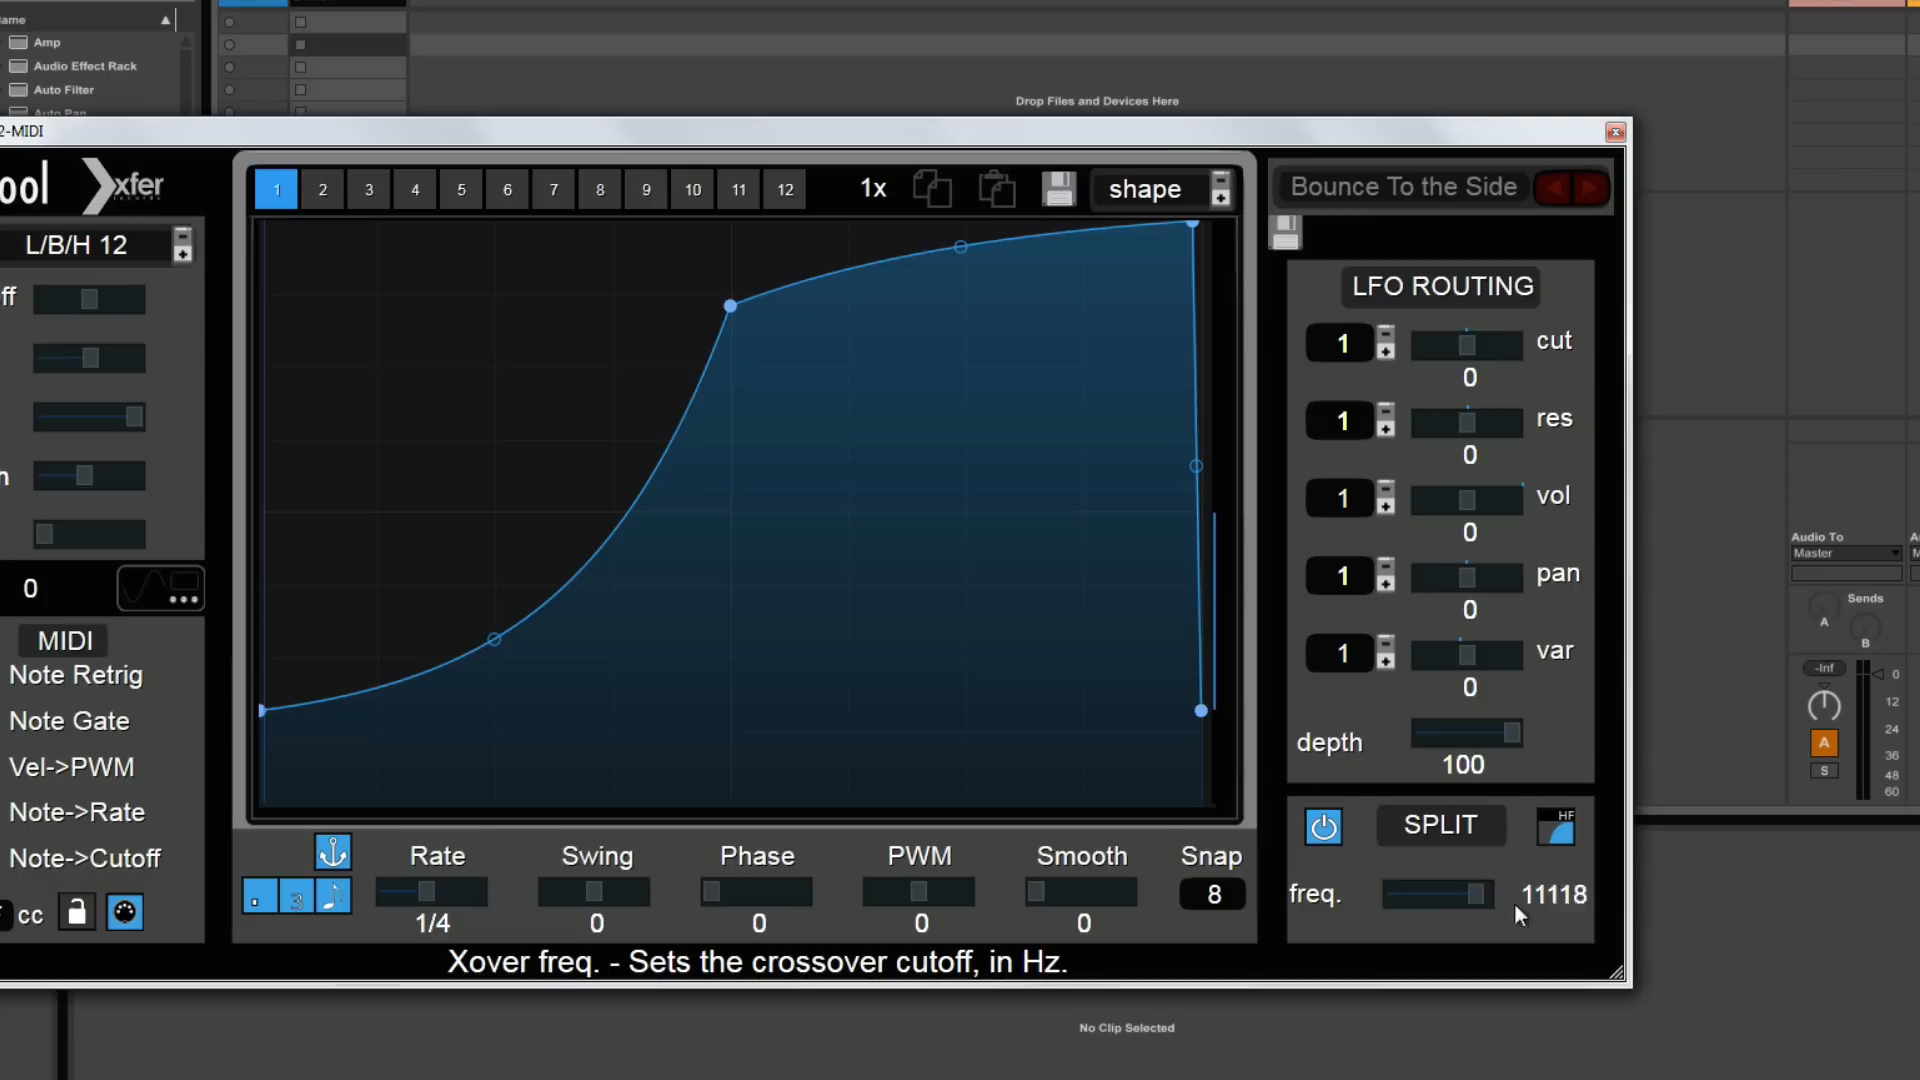 ame
Amp
Audio Effect Rack
Auto Filter
Auto Pan
Drop Files and Devices Here
2-MIDI
ool xfer records
1 2 3 4 5 6 7 8 9 10 11 12 1x shape
Bounce To the Side
L/B/H 12
ff
n
0
MIDI
Note Retrig
Note Gate
Vel->PWM
Note->Rate
Note->Cutoff
cc
LFO ROUTING
1 cut
0
1 res
0
1 vol
0
1 pan
0
1 var
0
depth
100
SPLIT HF
freq. 11118
. 3
Rate Swing Phase PWM Smooth Snap
1/4 0 0 0 0 8
Xover freq. - Sets the crossover cutoff, in Hz.
Audio To A
Master M
Sends
A
B
-Inf 0
12
24
A
36
S 48
60
No Clip Selected